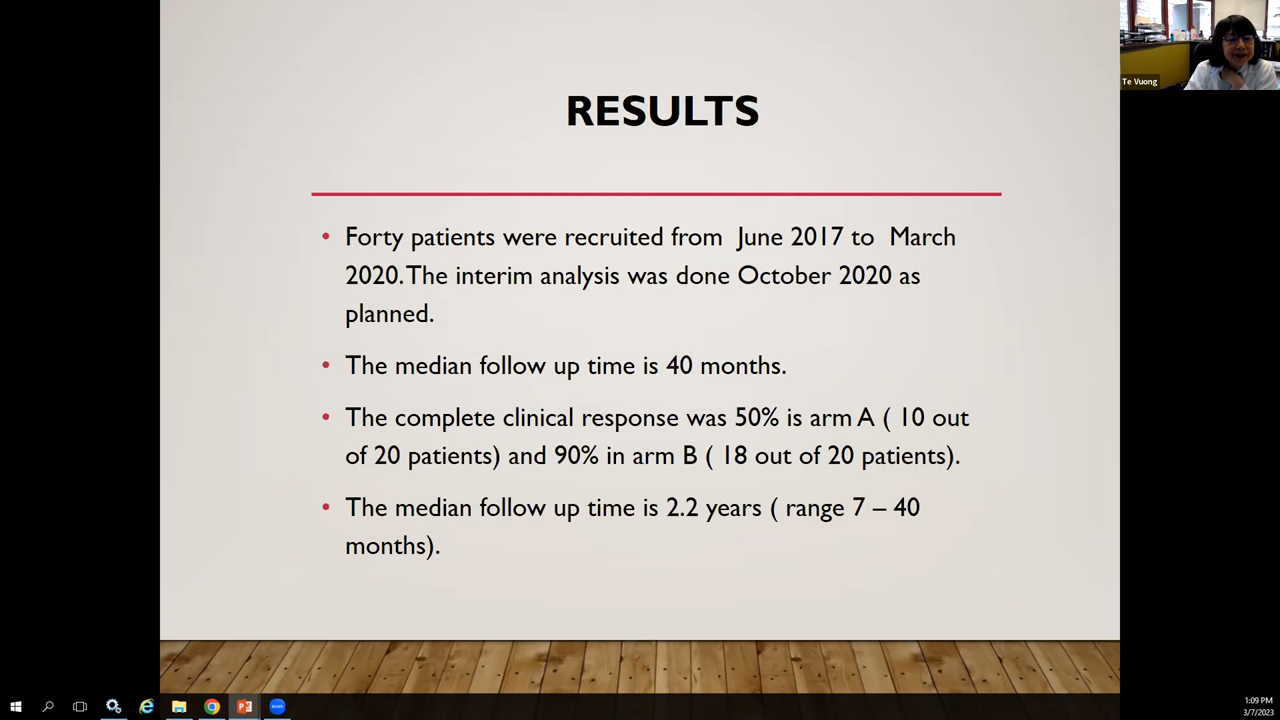 RESULTS
Te Vuong
• Forty patients were recruited from June 2017 to March
2020. The interim analysis was done October 2020 as
planned.
• The median follow up time is 40 months.
• The complete clinical response was 50% is arm A ( 10 out
of 20 patients) and 90% in arm B ( 18 out of 20 patients).
• The median follow up time is 2.2 years ( range 7 – 40
months).
1:09 PM
3/7/2023